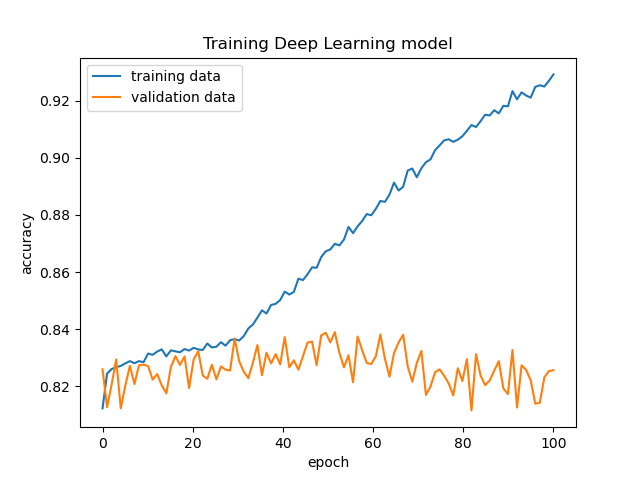 Training Deep Learning model
training data
validation data
accuracy
0.92
0.90
0.88
0.86
0.84
0.82
0 20 40 60 80 100
epoch